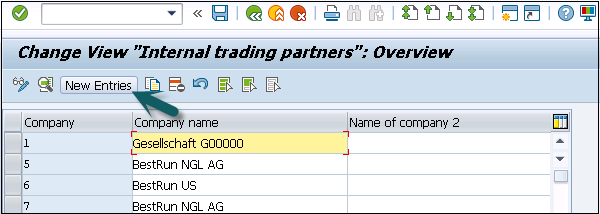 Change View "Internal trading partners": Overview
New Entries
Company Company name Name of company 2
1 Gesellschaft G00000
5 BestRun NGL AG
6 BestRun US
7 BestRun NGL AG